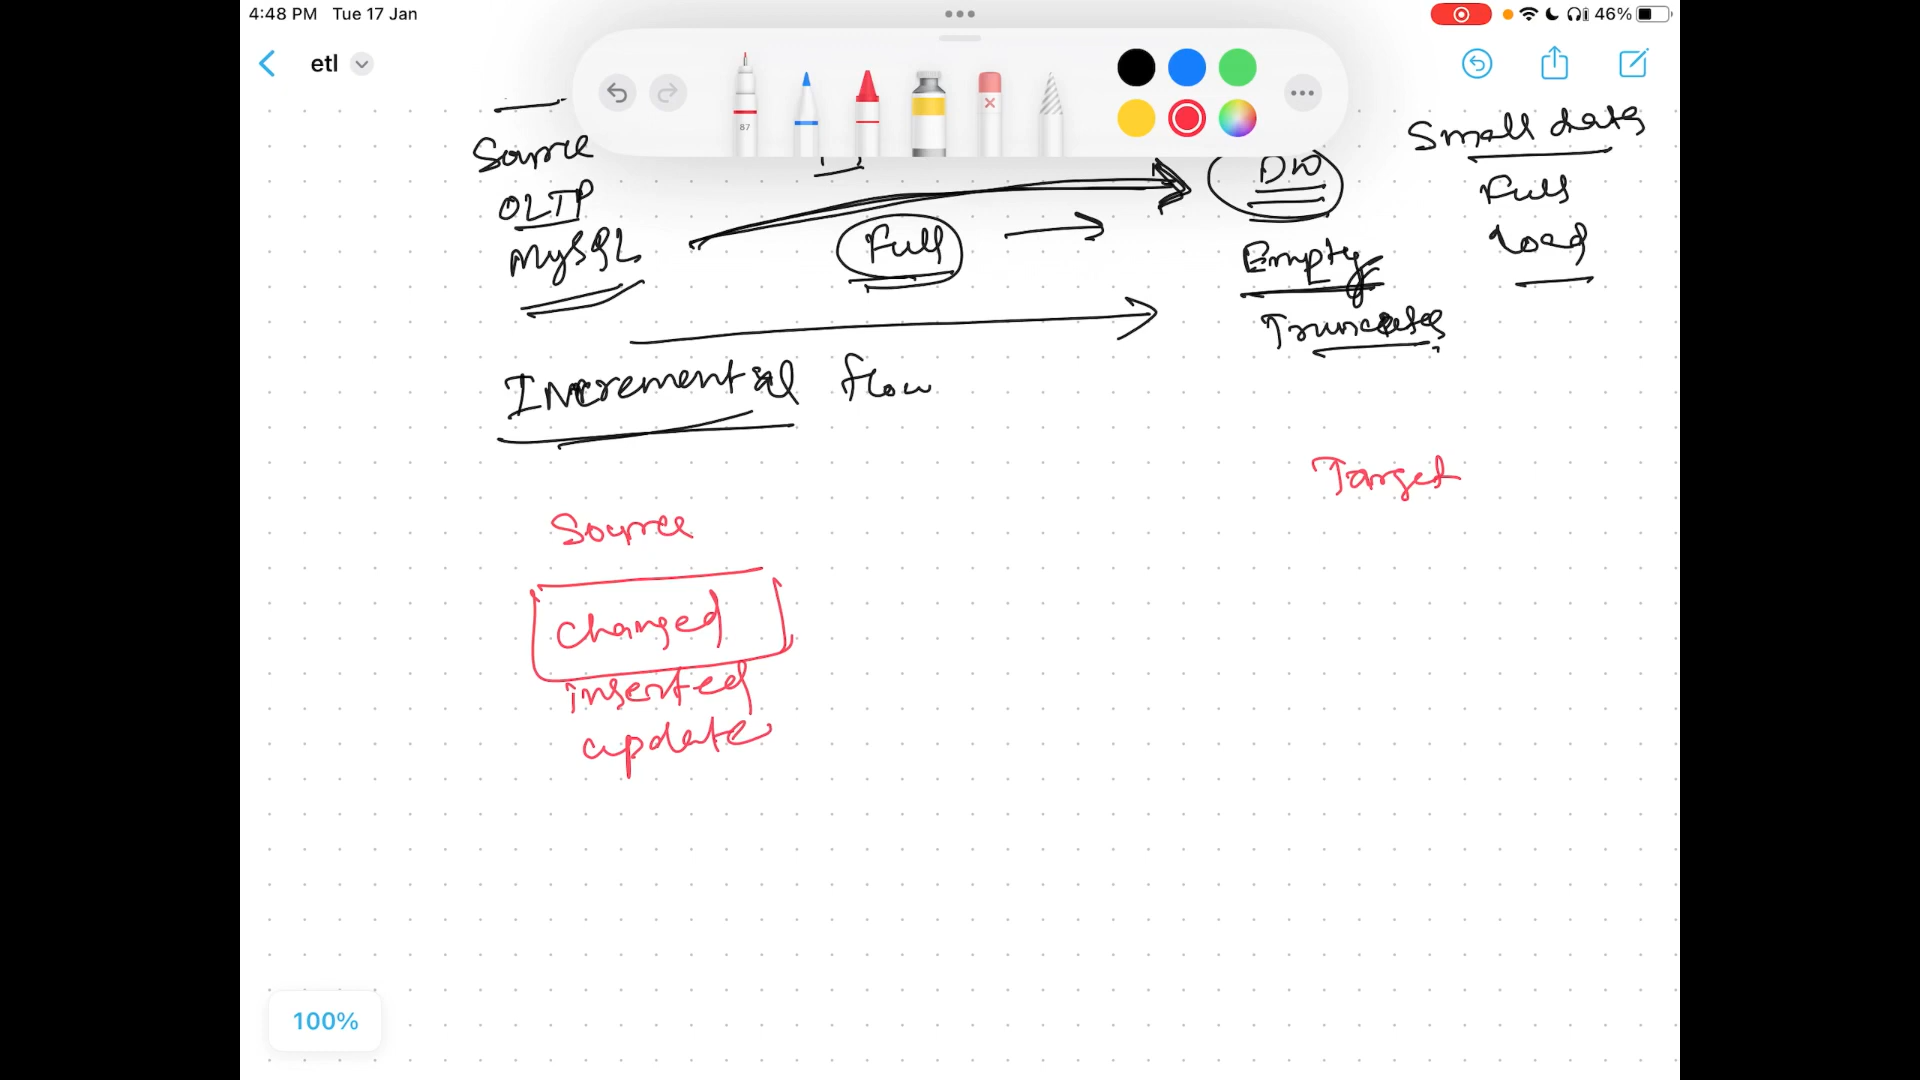 4:48 PM Tue 17 Jan
46%
etl
87
Source
OLTP
MySQL
Full
DW
Empty
Truncate
Small data
Full
load
Incremental flow
Target
Source
changed
inserted
update
100%